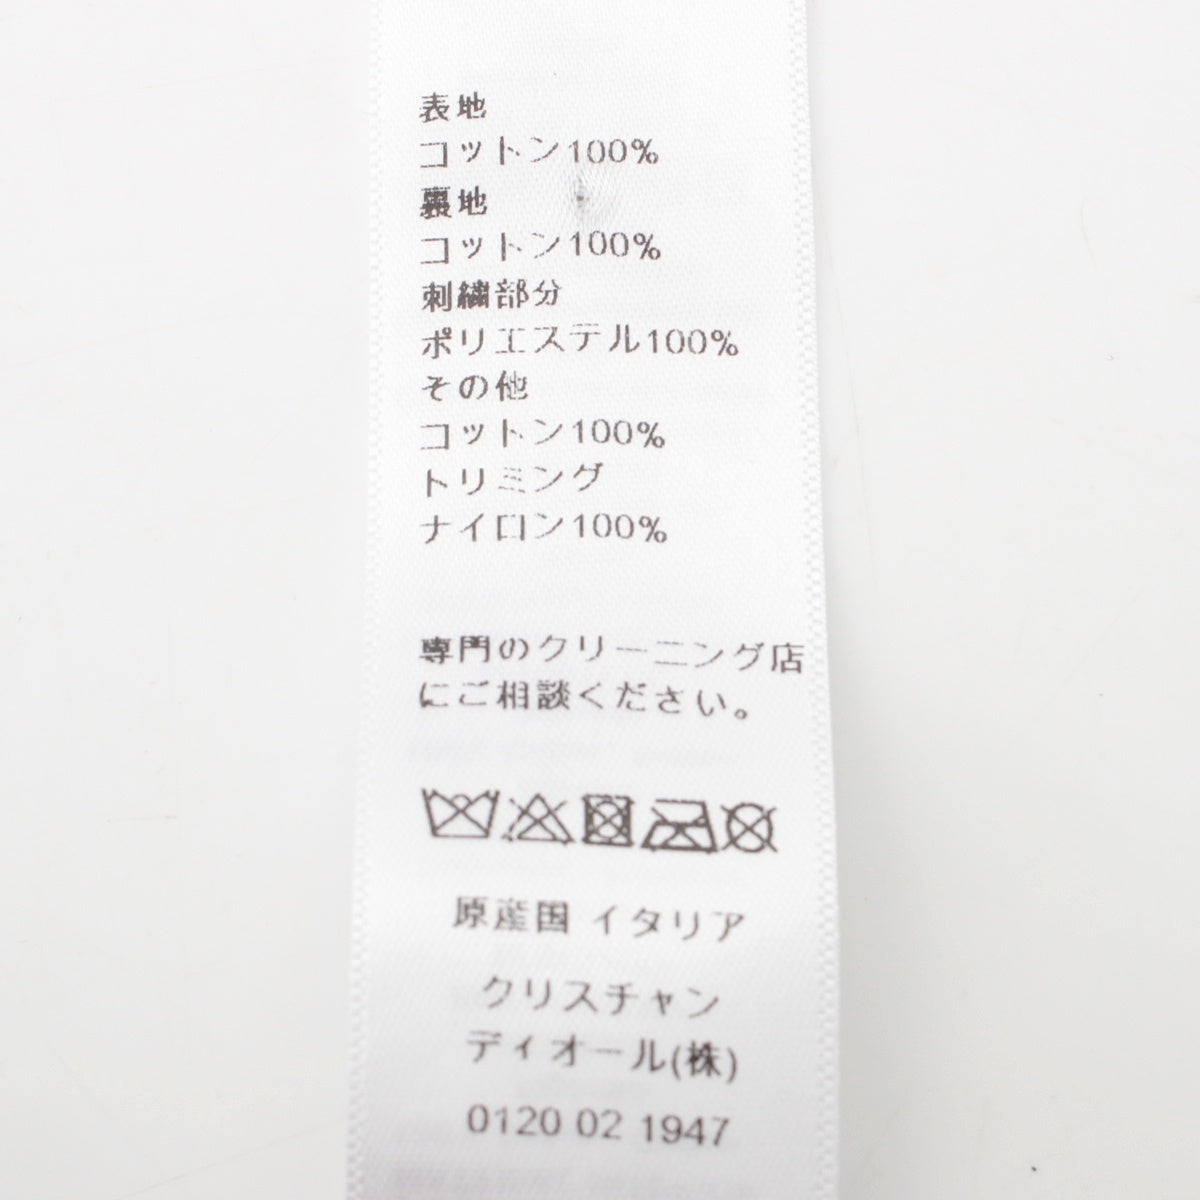 表地
コットン100%
裏地
コットン100%
刺繍部分
ポリエステル100%
その他
コットン100%
トリミング
ナイロン100%
専門のクリーニング店
にご相談ください。
原産国 イタリア
クリスチャン
ディオール(株)
0120 02 1947